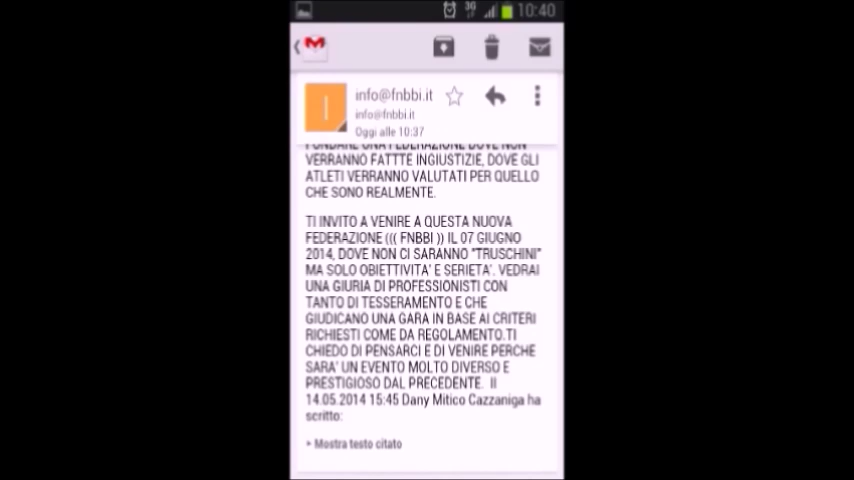 3G
10:40
I
info@fnbbi.it
info@fnbbi.it
Oggi alle 10:37
FONDARE UNA FEDERAZIONE DOVE NON
VERRANNO FATTTE INGIUSTIZIE, DOVE GLI
ATLETI VERRANNO VALUTATI PER QUELLO
CHE SONO REALMENTE.
TI INVITO A VENIRE A QUESTA NUOVA
FEDERAZIONE ((( FNBBI )) IL 07 GIUGNO
2014, DOVE NON CI SARANNO "TRUSCHINI"
MA SOLO OBIETTIVITA' E SERIETA'. VEDRAI
UNA GIURIA DI PROFESSIONISTI CON
TANTO DI TESSERAMENTO E CHE
GIUDICANO UNA GARA IN BASE AI CRITERI
RICHIESTI COME DA REGOLAMENTO.TI
CHIEDO DI PENSARCI E DI VENIRE PERCHE
SARA' UN EVENTO MOLTO DIVERSO E
PRESTIGIOSO DAL PRECEDENTE. Il
14.05.2014 15:45 Dany Mitico Cazzaniga ha
scritto:
Mostra testo citato